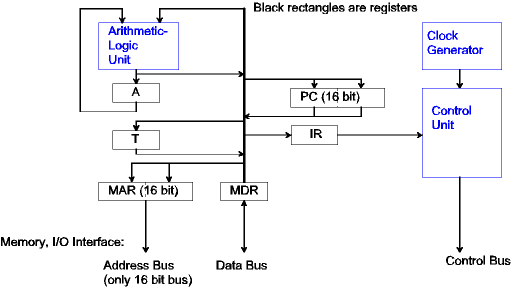 Black rectangles are registers
Arithmetic-
Logic
Unit
Clock
Generator
A
PC (16 bit)
Control
Unit
T
IR
MAR (16 bit)
MDR
Memory, I/O Interface:
Address Bus
(only 16 bit bus)
Data Bus
Control Bus